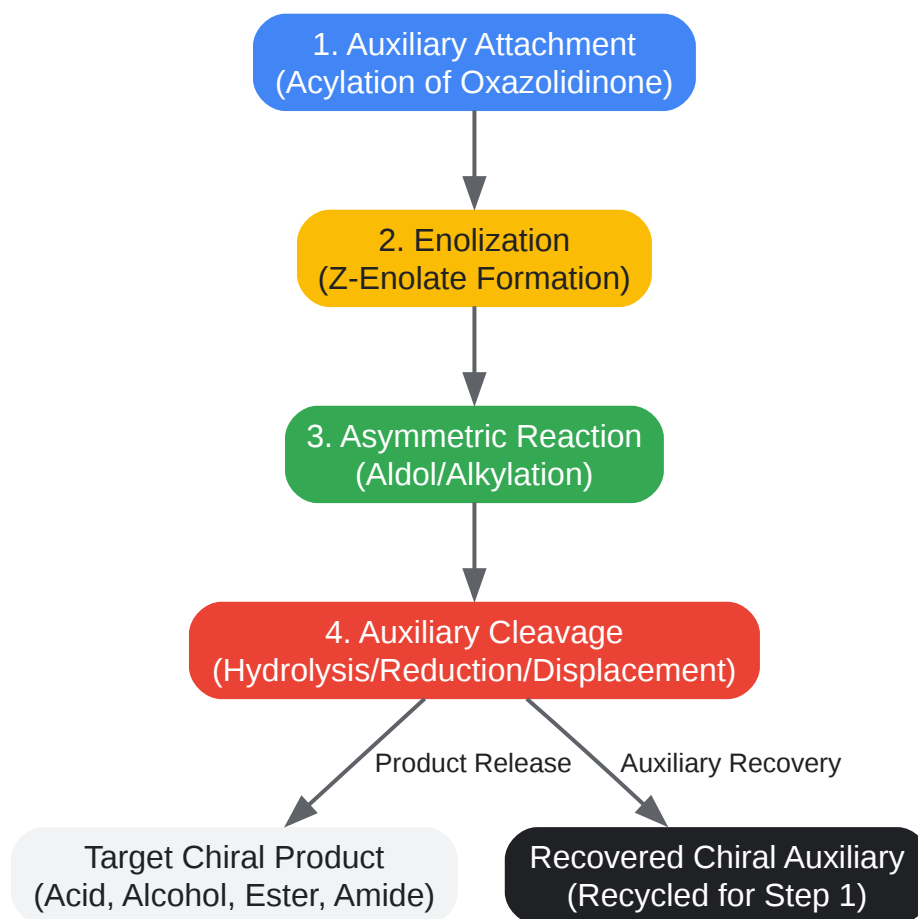 1. Auxiliary Attachment
(Acylation of Oxazolidinone)
2. Enolization
(Z-Enolate Formation)
3. Asymmetric Reaction
(Aldol/Alkylation)
4. Auxiliary Cleavage
(Hydrolysis/Reduction/Displacement)
Product Release
Auxiliary Recovery
Target Chiral Product
(Acid, Alcohol, Ester, Amide)
Recovered Chiral Auxiliary
(Recycled for Step 1)